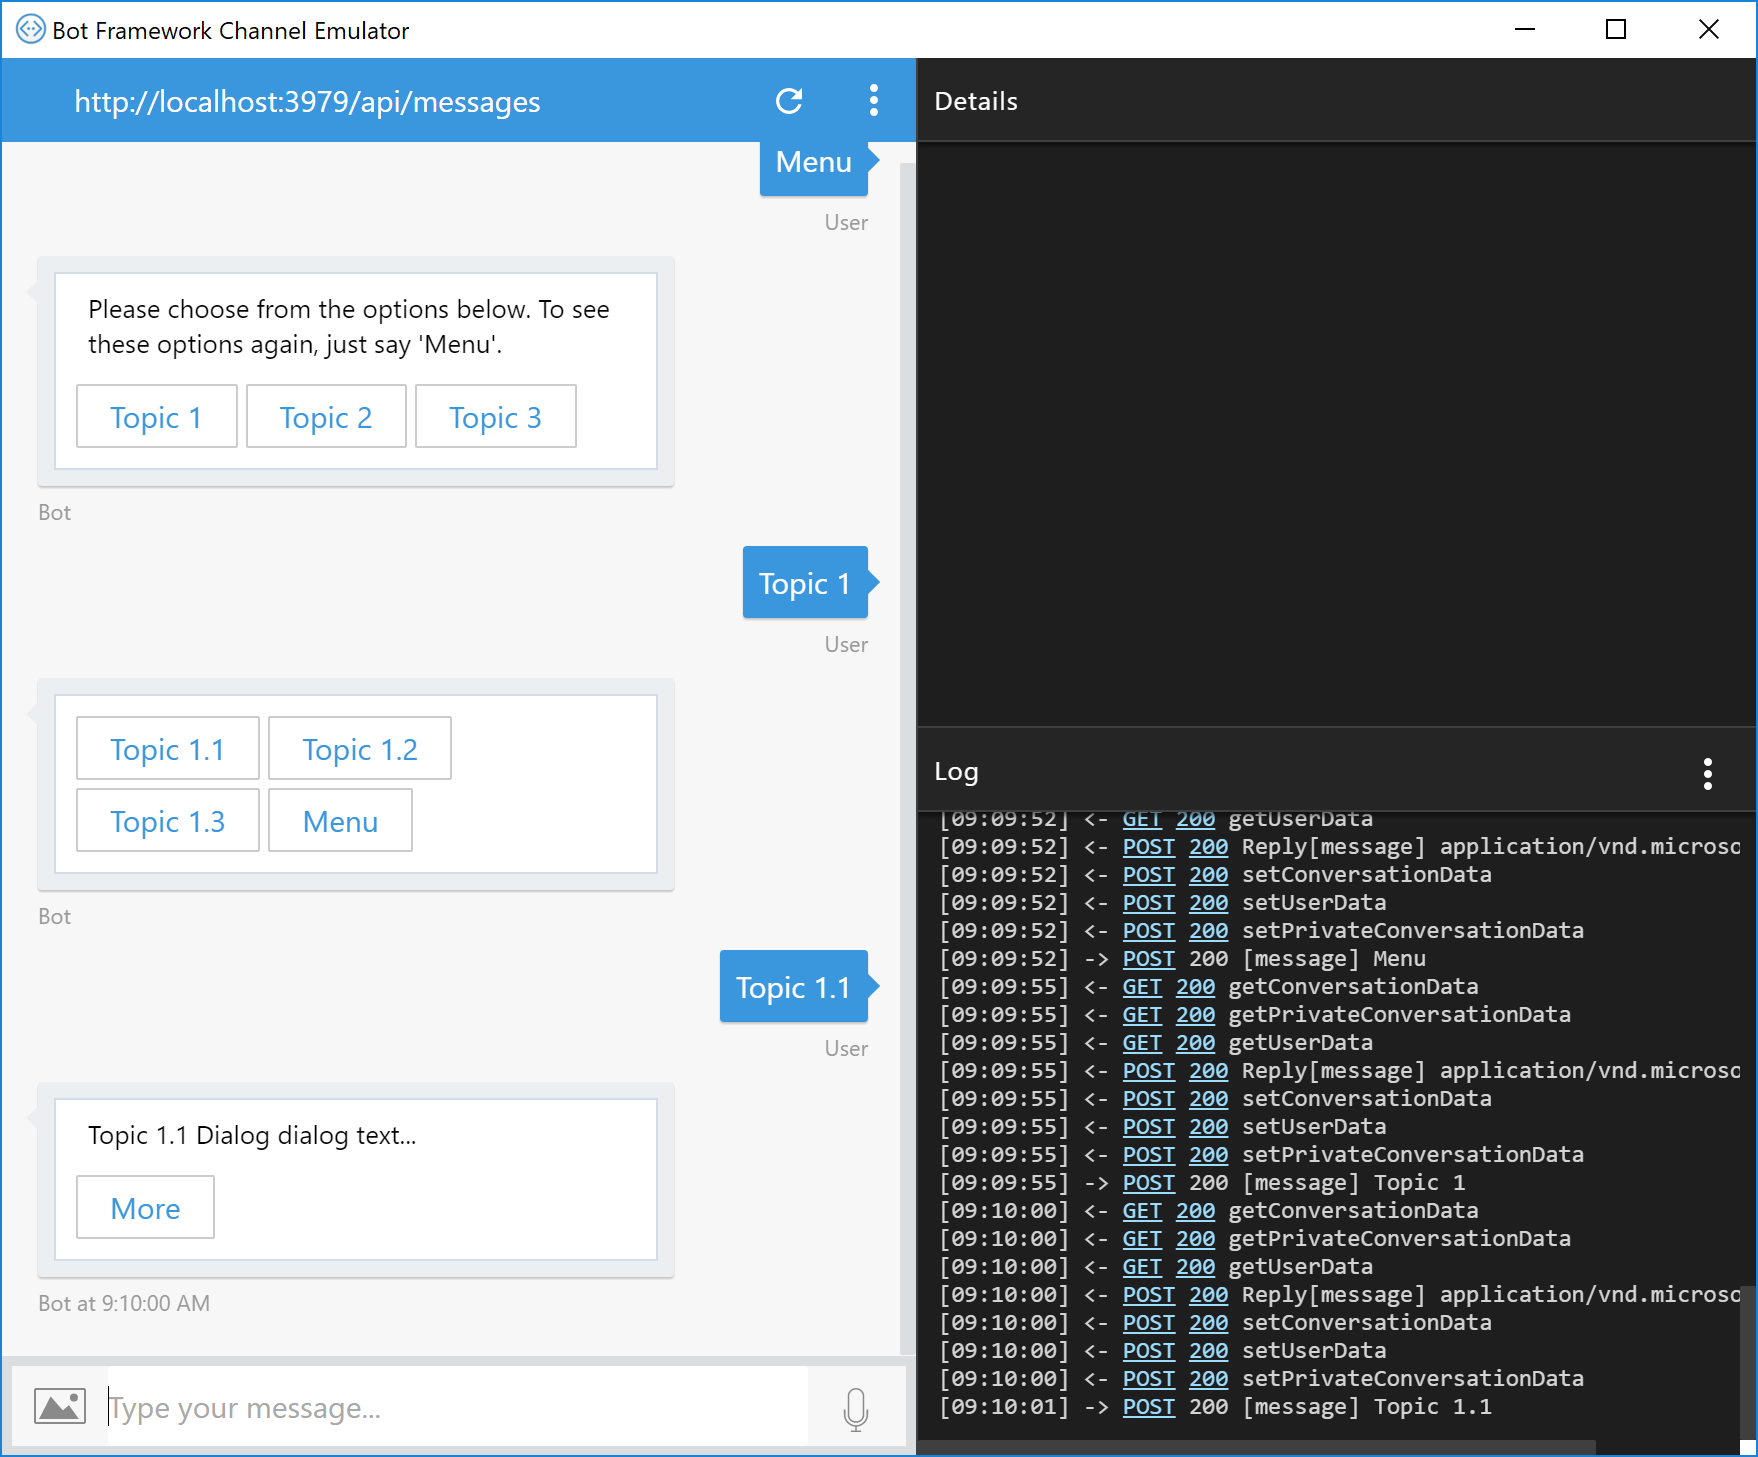 Bot Framework Channel Emulator
http://localhost:3979/api/messages
Menu
User
Please choose from the options below. To see
these options again, just say 'Menu'.
Topic 1 Topic 2 Topic 3
Bot
Topic 1
User
Topic 1.1 Topic 1.2
Topic 1.3 Menu
Bot
Topic 1.1
User
Topic 1.1 Dialog dialog text...
More
Bot at 9:10:00 AM
Type your message...
Details
Log
[09:09:52] <- GET 200 getUserData
[09:09:52] <- POST 200 Reply[message] application/vnd.microso
[09:09:52] <- POST 200 setConversationData
[09:09:52] <- POST 200 setUserData
[09:09:52] <- POST 200 setPrivateConversationData
[09:09:52] -> POST 200 [message] Menu
[09:09:55] <- GET 200 getConversationData
[09:09:55] <- GET 200 getPrivateConversationData
[09:09:55] <- GET 200 getUserData
[09:09:55] <- POST 200 Reply[message] application/vnd.microso
[09:09:55] <- POST 200 setConversationData
[09:09:55] <- POST 200 setUserData
[09:09:55] <- POST 200 setPrivateConversationData
[09:09:55] -> POST 200 [message] Topic 1
[09:10:00] <- GET 200 getConversationData
[09:10:00] <- GET 200 getPrivateConversationData
[09:10:00] <- GET 200 getUserData
[09:10:00] <- POST 200 Reply[message] application/vnd.microso
[09:10:00] <- POST 200 setConversationData
[09:10:00] <- POST 200 setUserData
[09:10:00] <- POST 200 setPrivateConversationData
[09:10:01] -> POST 200 [message] Topic 1.1